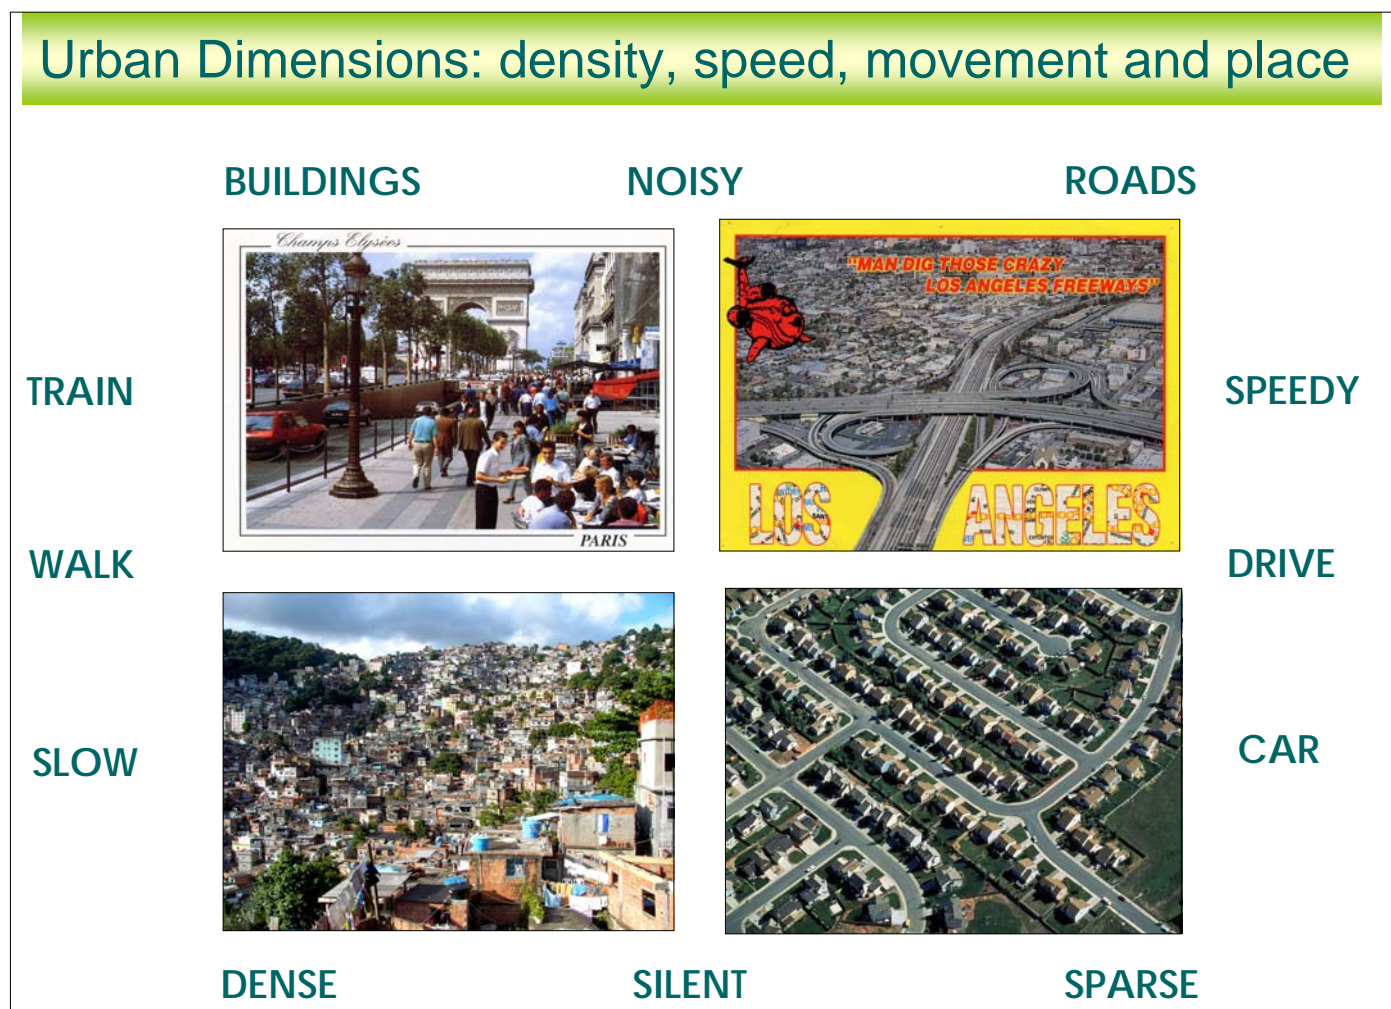 Urban Dimensions: density, speed, movement and place
BUILDINGS NOISY ROADS
Champs Elysées
"MAN DIG THOSE CRAZY
LOS ANGELES FREEWAYS"
TRAIN
SPEEDY
LOS ANGELES
PARIS
WALK
DRIVE
SLOW
CAR
DENSE SILENT SPARSE